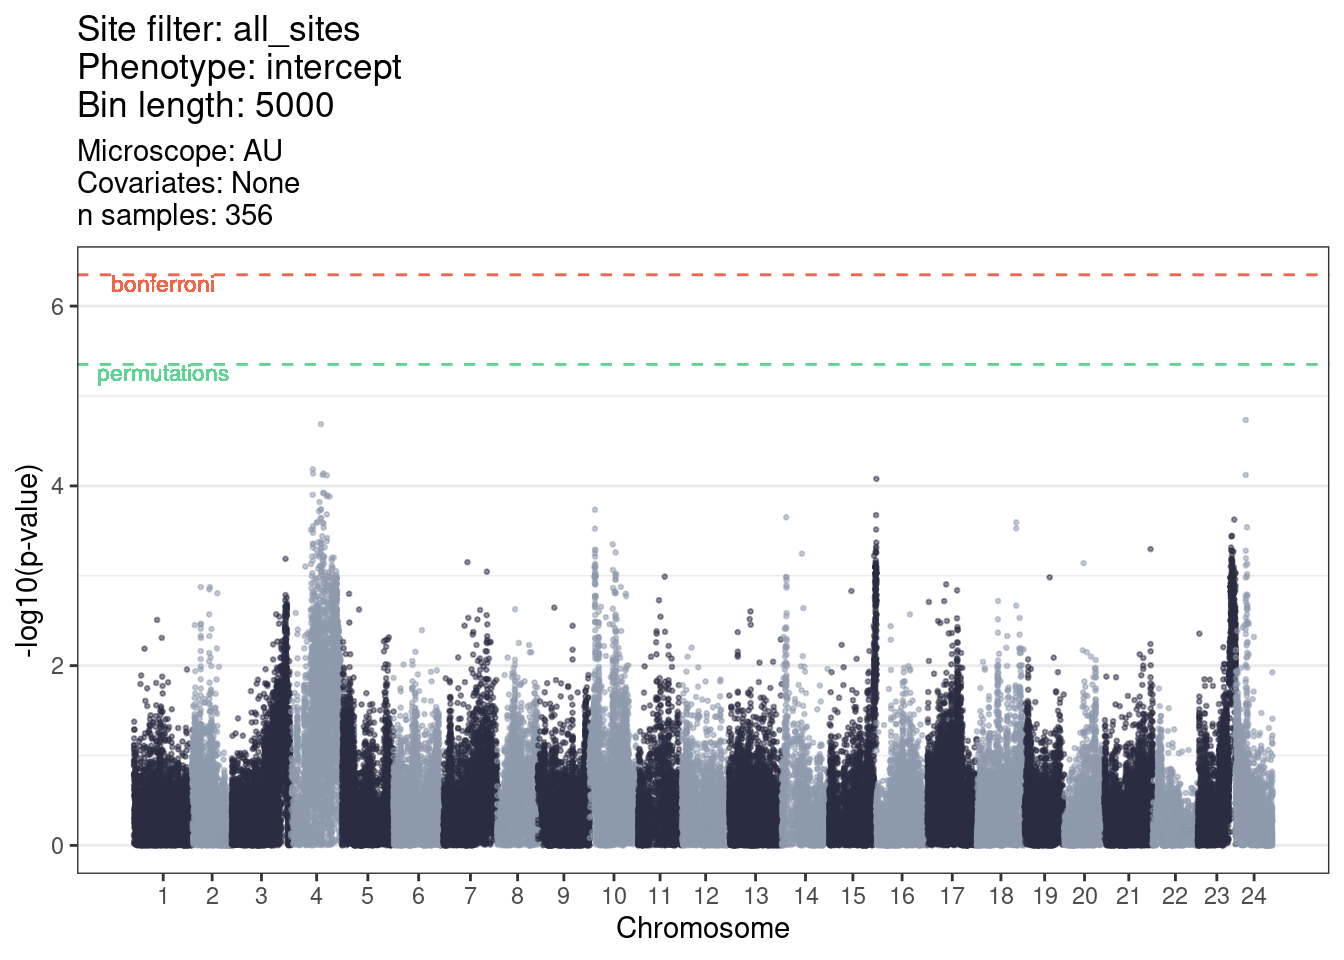 Site filter: all_sites
Phenotype: intercept
Bin length: 5000
Microscope: AU
Covariates: None
n samples: 356
bonferroni
6
permutations
4
2
0
-log10(p-value)
1 2 3 4 5 6 7 8 9 10 11 12 13 14 15 16 17 18 19 20 21 22 23 24
Chromosome